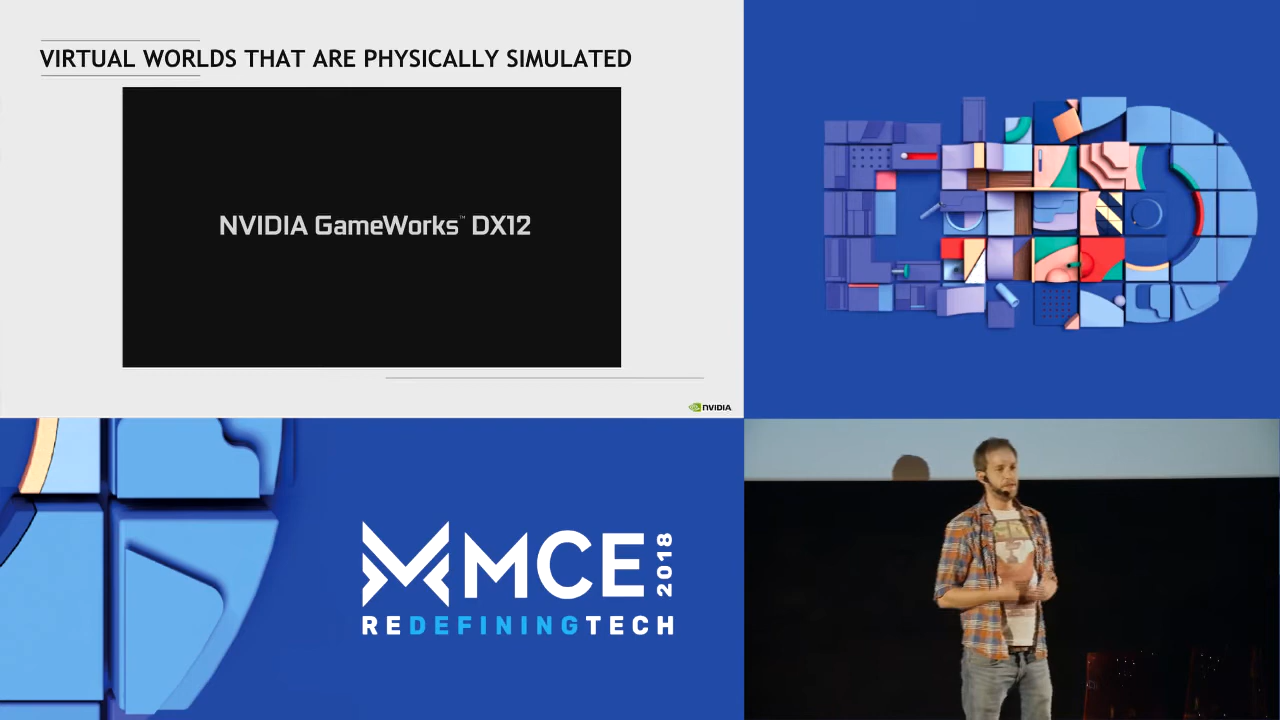 VIRTUAL WORLDS THAT ARE PHYSICALLY SIMULATED
NVIDIA GameWorks™ DX12
NVIDIA
MCE 2018
REDEFININGTECH